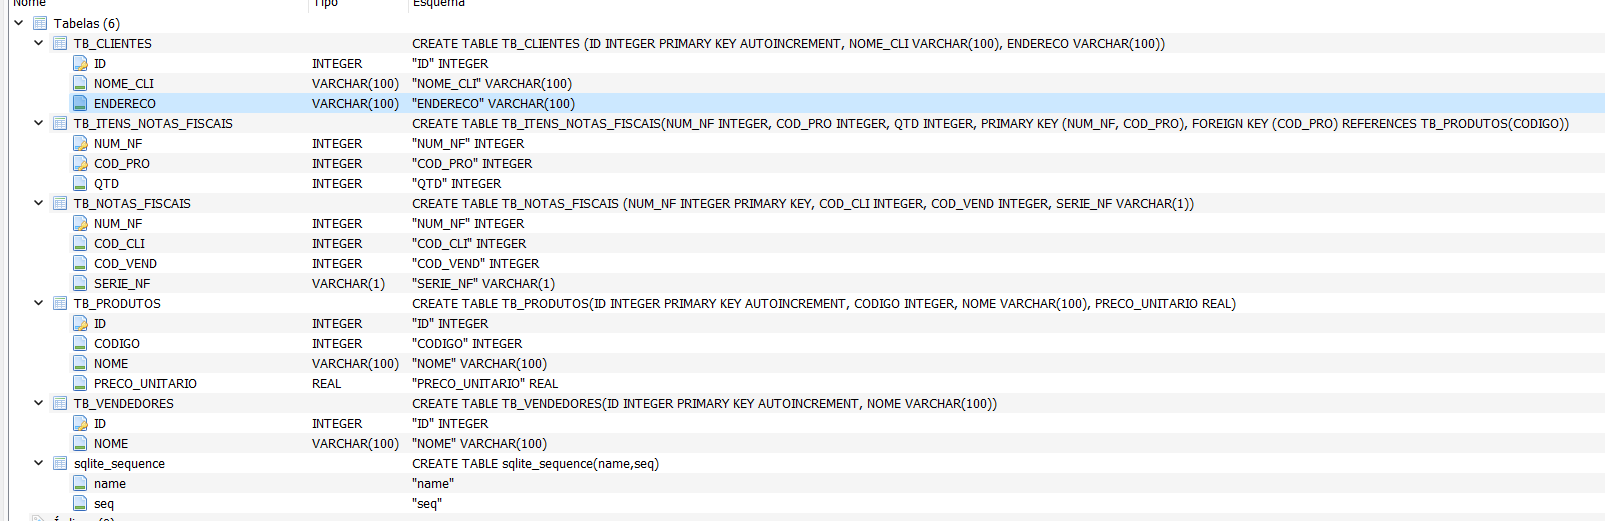 Nome Tipo Esquema
Tabelas (6)
TB_CLIENTES CREATE TABLE TB_CLIENTES (ID INTEGER PRIMARY KEY AUTOINCREMENT, NOME_CLI VARCHAR(100), ENDERECO VARCHAR(100))
ID INTEGER "ID" INTEGER
NOME_CLI VARCHAR(100) "NOME_CLI" VARCHAR(100)
ENDERECO VARCHAR(100) "ENDERECO" VARCHAR(100)
TB_ITENS_NOTAS_FISCAIS CREATE TABLE TB_ITENS_NOTAS_FISCAIS(NUM_NF INTEGER, COD_PRO INTEGER, QTD INTEGER, PRIMARY KEY (NUM_NF, COD_PRO), FOREIGN KEY (COD_PRO) REFERENCES TB_PRODUTOS(CODIGO))
NUM_NF INTEGER "NUM_NF" INTEGER
COD_PRO INTEGER "COD_PRO" INTEGER
QTD INTEGER "QTD" INTEGER
TB_NOTAS_FISCAIS CREATE TABLE TB_NOTAS_FISCAIS (NUM_NF INTEGER PRIMARY KEY, COD_CLI INTEGER, COD_VEND INTEGER, SERIE_NF VARCHAR(1))
NUM_NF INTEGER "NUM_NF" INTEGER
COD_CLI INTEGER "COD_CLI" INTEGER
COD_VEND INTEGER "COD_VEND" INTEGER
SERIE_NF VARCHAR(1) "SERIE_NF" VARCHAR(1)
TB_PRODUTOS CREATE TABLE TB_PRODUTOS(ID INTEGER PRIMARY KEY AUTOINCREMENT, CODIGO INTEGER, NOME VARCHAR(100), PRECO_UNITARIO REAL)
ID INTEGER "ID" INTEGER
CODIGO INTEGER "CODIGO" INTEGER
NOME VARCHAR(100) "NOME" VARCHAR(100)
PRECO_UNITARIO REAL "PRECO_UNITARIO" REAL
TB_VENDEDORES CREATE TABLE TB_VENDEDORES(ID INTEGER PRIMARY KEY AUTOINCREMENT, NOME VARCHAR(100))
ID INTEGER "ID" INTEGER
NOME VARCHAR(100) "NOME" VARCHAR(100)
sqlite_sequence CREATE TABLE sqlite_sequence(name,seq)
name "name"
seq "seq"